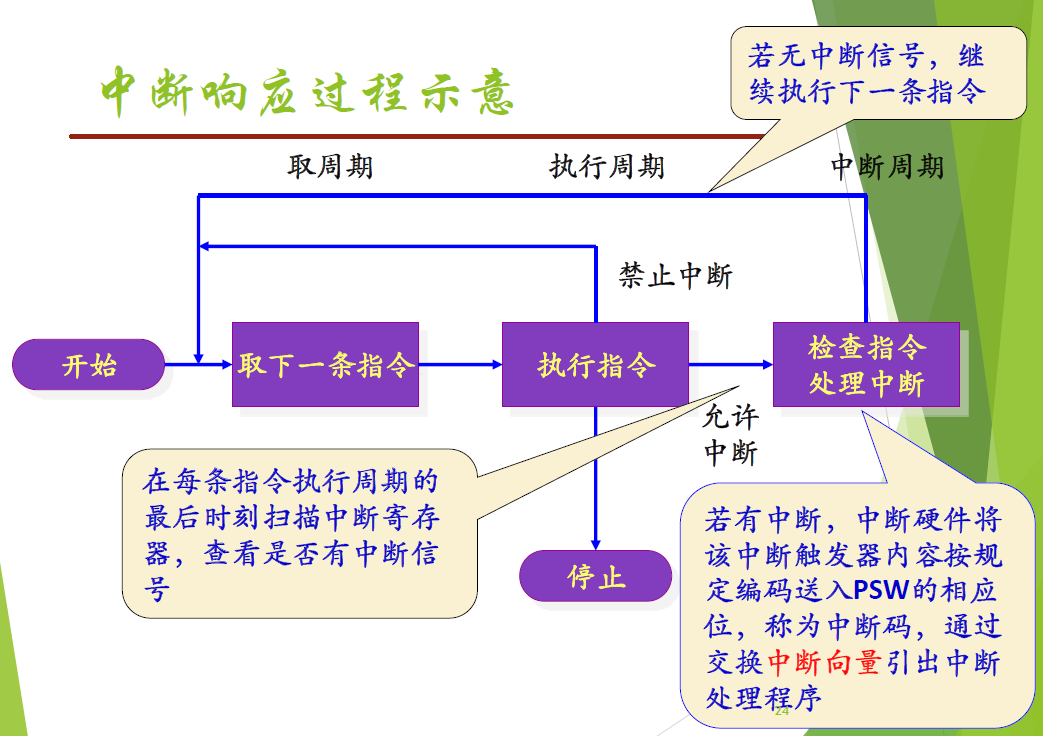 中断响应过程示意
若无中断信号，继
续执行下一条指令
取周期
执行周期
中断周期
禁止中断
开始
取下一条指令
执行指令
检查指令
处理中断
允许
中断
在每条指令执行周期的
最后时刻扫描中断寄存
器，查看是否有中断信
号
停止
若有中断，中断硬件将
该中断触发器内容按规
定编码送入PSW的相应
位，称为中断码，通过
交换中断向量引出中断
处理程序
24